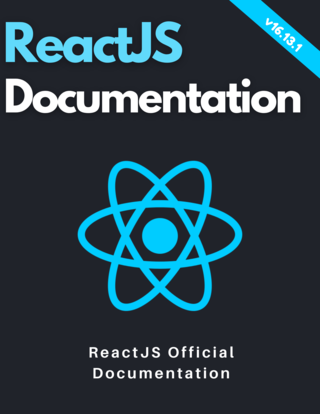 v16.13.1
ReactJS
Documentation
ReactJS Official
Documentation